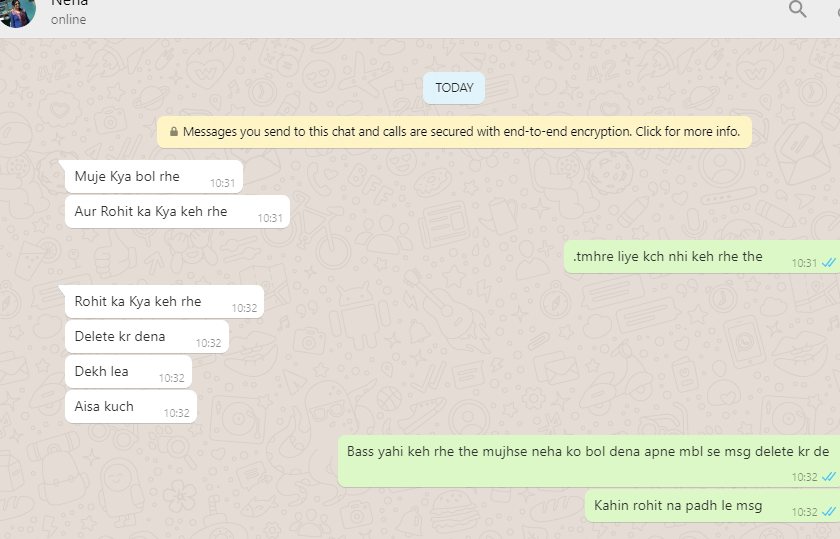 Neha
online
TODAY
Messages you send to this chat and calls are secured with end-to-end encryption. Click for more info.
Muje Kya bol rhe
10:31
Aur Rohit ka Kya keh rhe
10:31
.tmhre liye kch nhi keh rhe the
10:31
Rohit ka Kya keh rhe
10:32
Delete kr dena
10:32
Dekh lea
10:32
Aisa kuch
10:32
Bass yahi keh rhe the mujhse neha ko bol dena apne mbl se msg delete kr de
10:32
Kahin rohit na padh le msg
10:32